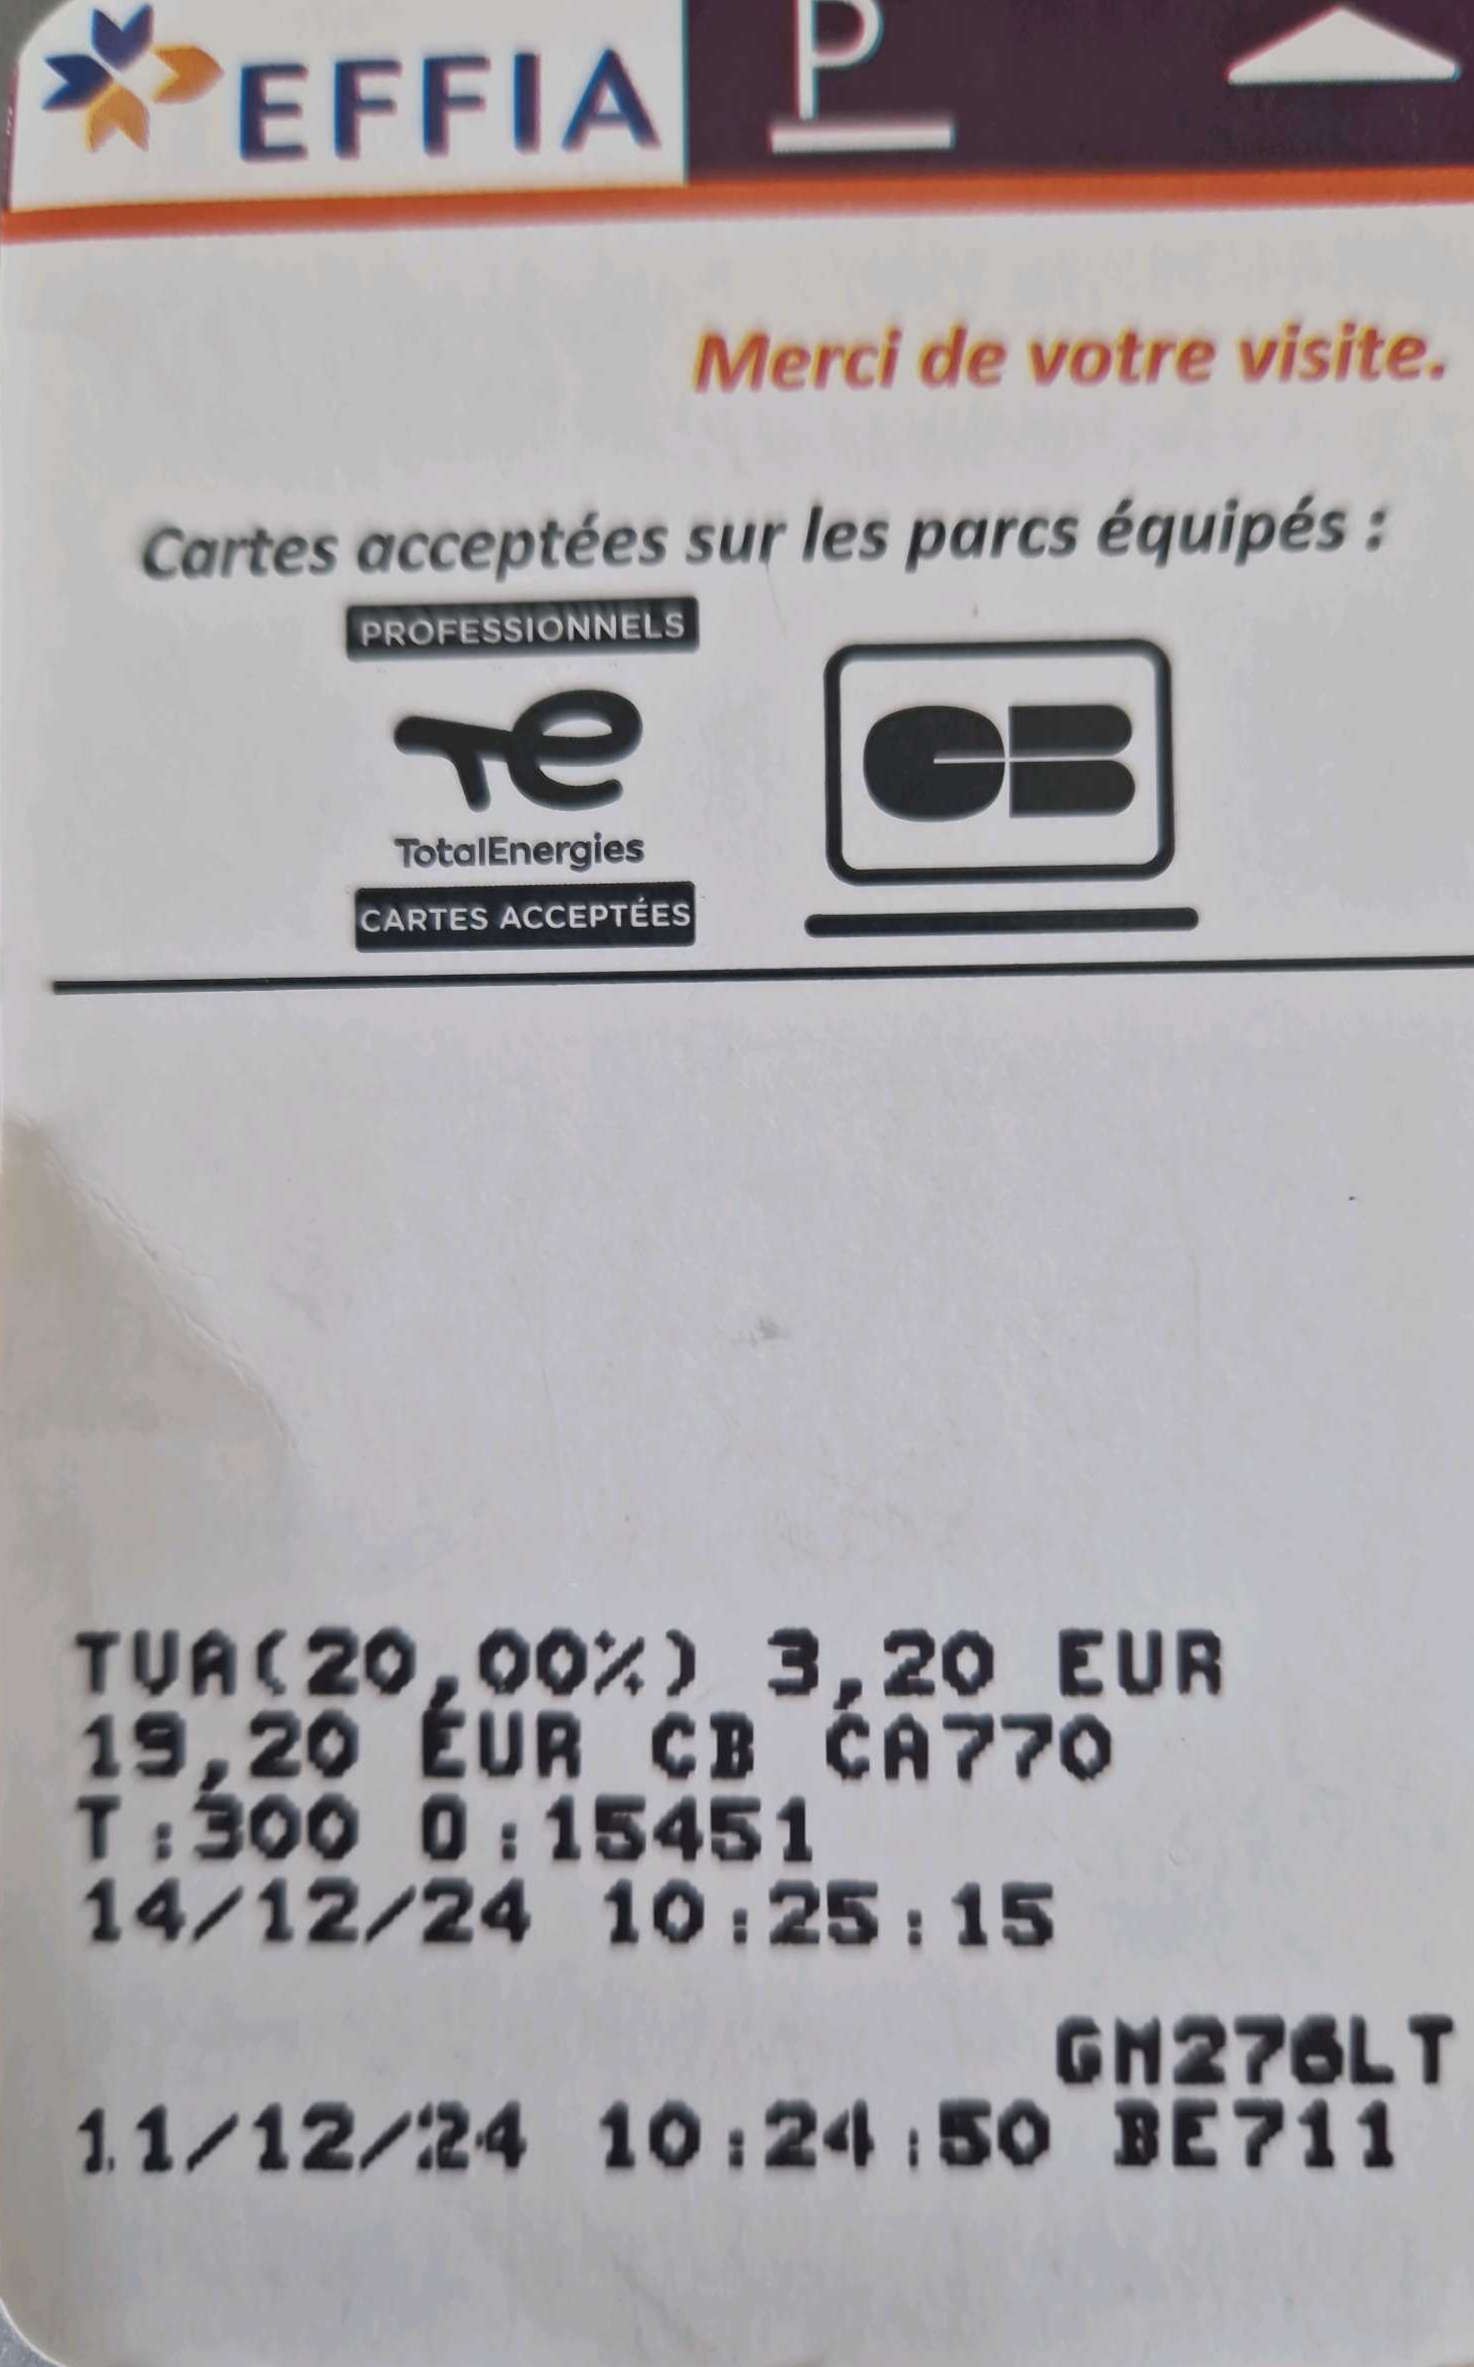 EFFIA P
Merci de votre visite.
Cartes acceptées sur les parcs équipés :
PROFESSIONNELS
TotalEnergies
CARTES ACCEPTÉES
CB
TVA(20,00%) 3,20 EUR
19,20 EUR CB CA770
T:300 O:15451
14/12/24 10:25:15
GM276LT
11/12/24 10:24:50 BE711